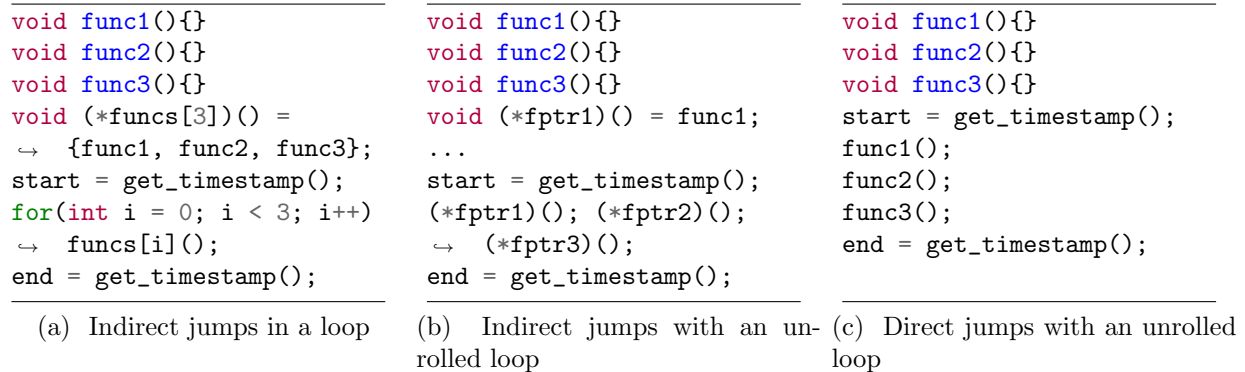 void func1(){}
void func2(){}
void func3(){}
void (*funcs[3])() =
↪ {func1, func2, func3};
start = get_timestamp();
for(int i = 0; i < 3; i++)
↪ funcs[i]();
end = get_timestamp();
(a) Indirect jumps in a loop
void func1(){}
void func2(){}
void func3(){}
void (*fptr1)() = func1;
...
start = get_timestamp();
(*fptr1)(); (*fptr2)();
↪ (*fptr3)();
end = get_timestamp();
(b) Indirect jumps with an un-
rolled loop
void func1(){}
void func2(){}
void func3(){}
start = get_timestamp();
func1();
func2();
func3();
end = get_timestamp();
(c) Direct jumps with an unrolled
loop